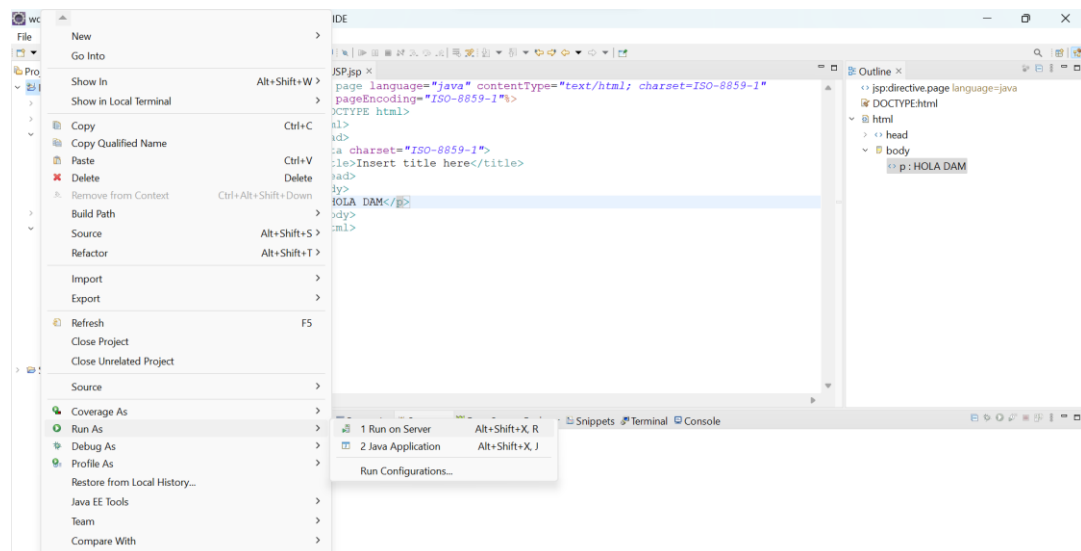 wo
IDE
File
Proj
JSP.jsp
Outline
New
Go Into
Show In Alt+Shift+W
Show in Local Terminal
Copy Ctrl+C
Copy Qualified Name
Paste Ctrl+V
Delete Delete
Remove from Context Ctrl+Alt+Shift+Down
Build Path
Source Alt+Shift+S
Refactor Alt+Shift+T
Import
Export
Refresh F5
Close Project
Close Unrelated Project
Source
Coverage As
Run As
Debug As
Profile As
Restore from Local History...
Java EE Tools
Team
Compare With
1 Run on Server Alt+Shift+X, R
2 Java Application Alt+Shift+X, J
Run Configurations...
page language="java" contentType="text/html; charset=ISO-8859-1"
pageEncoding="ISO-8859-1"%>
OCTYPE html>
ml>
ad>
ta charset="ISO-8859-1">
tle>Insert title here</title>
ead>
dy>
HOLA DAM</p>
ody>
tml>
jsp:directive.page language=java
DOCTYPE:html
html
head
body
p : HOLA DAM
Snippets Terminal Console